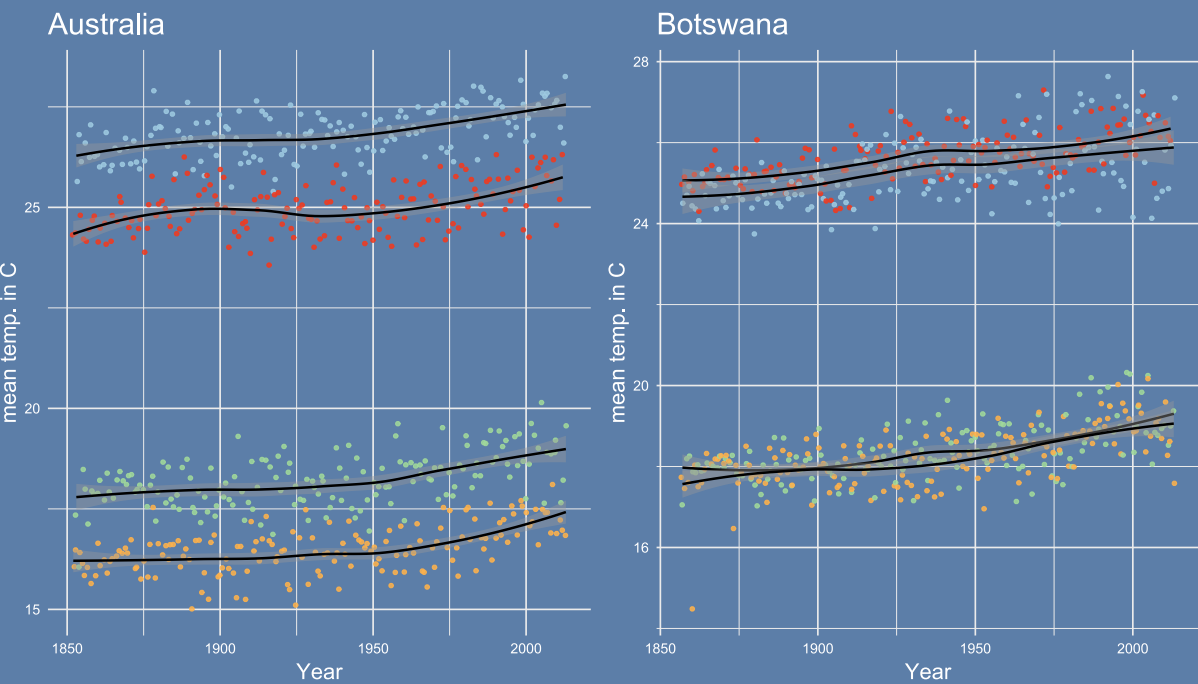 Australia
mean temp. in C
25
20
15
1850 1900 1950 2000
Year
Botswana
mean temp. in C
28
24
20
16
1850 1900 1950 2000
Year